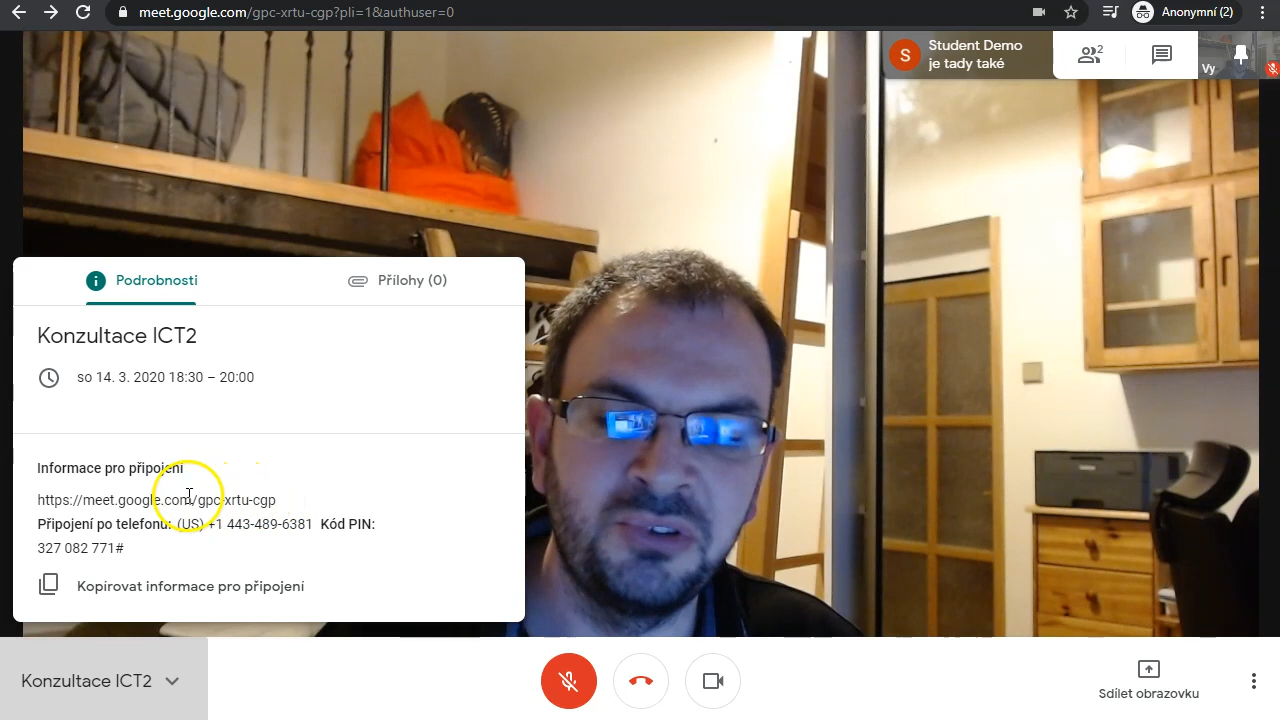 meet.google.com/gpc-xrtu-cgp?pli=1&authuser=0
Anonymní (2)
S
Student Demo
je tady také
2
Vy
Podrobnosti
Přílohy (0)
Konzultace ICT2
so 14. 3. 2020 18:30 – 20:00
Informace pro připojení
https://meet.google.com/gpc-xrtu-cgp
Připojení po telefonu: (US) +1 443-489-6381 Kód PIN:
327 082 771#
Kopírovat informace pro připojení
Konzultace ICT2
Sdílet obrazovku